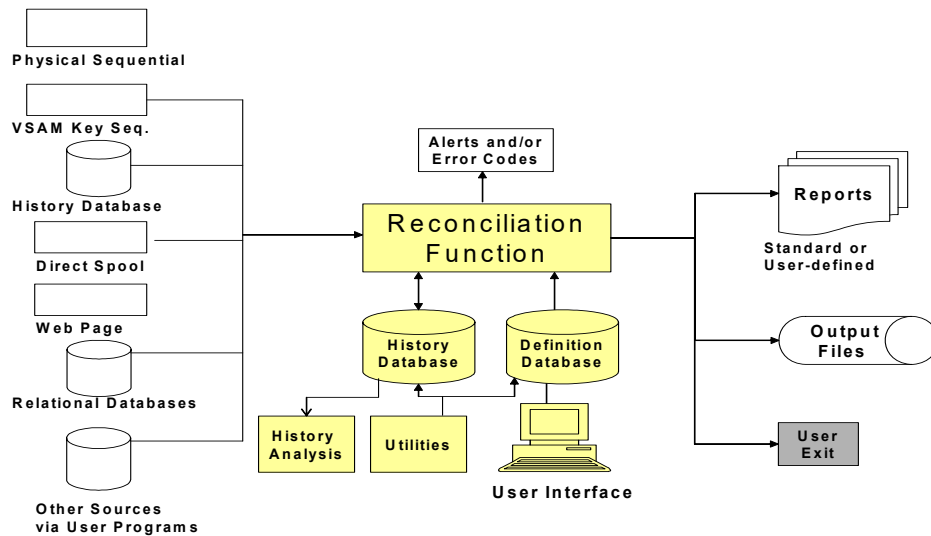 Physical Sequential
VSAM Key Seq.
History Database
Direct Spool
Web Page
Relational Databases
Other Sources
via User Programs
Alerts and/or
Error Codes
Reconciliation
Function
History
Database
Definition
Database
History
Analysis
Utilities
User Interface
Reports
Standard or
User-defined
Output
Files
User
Exit